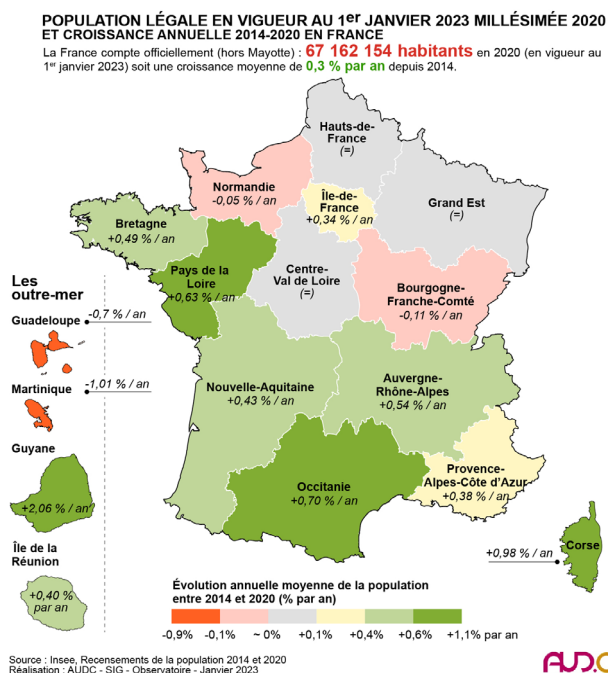 POPULATION LÉGALE EN VIGUEUR AU 1er JANVIER 2023 MILLÉSIMÉE 2020
ET CROISSANCE ANNUELLE 2014-2020 EN FRANCE
La France compte officiellement (hors Mayotte) : 67 162 154 habitants en 2020 (en vigueur au
1er janvier 2023) soit une croissance moyenne de 0,3 % par an depuis 2014.
Hauts-de-
France
(=)
Normandie
-0,05 % / an
Île-de-
France
+0,34 % / an
Grand Est
(=)
Bretagne
+0,49 % / an
Pays de la
Loire
+0,63 % / an
Centre-
Val de Loire
(=)
Bourgogne-
Franche-Comté
-0,11 % / an
Les
outre-mer
Guadeloupe
-0,7 % / an
Martinique
-1,01 % / an
Nouvelle-Aquitaine
+0,43 % / an
Auvergne-
Rhône-Alpes
+0,54 % / an
Guyane
+2,06 % / an
Occitanie
+0,70 % / an
Provence-
Alpes-Côte d'Azur
+0,38 % / an
Île de la
Réunion
+0,40 %
par an
Corse
+0,98 % / an
Évolution annuelle moyenne de la population
entre 2014 et 2020 (% par an)
-0,9% -0,1% ~ 0% +0,1% +0,4% +0,6% +1,1% par an
Source : Insee, Recensements de la population 2014 et 2020
Réalisation : AUDC - SIG - Observatoire - Janvier 2023
AUD.C